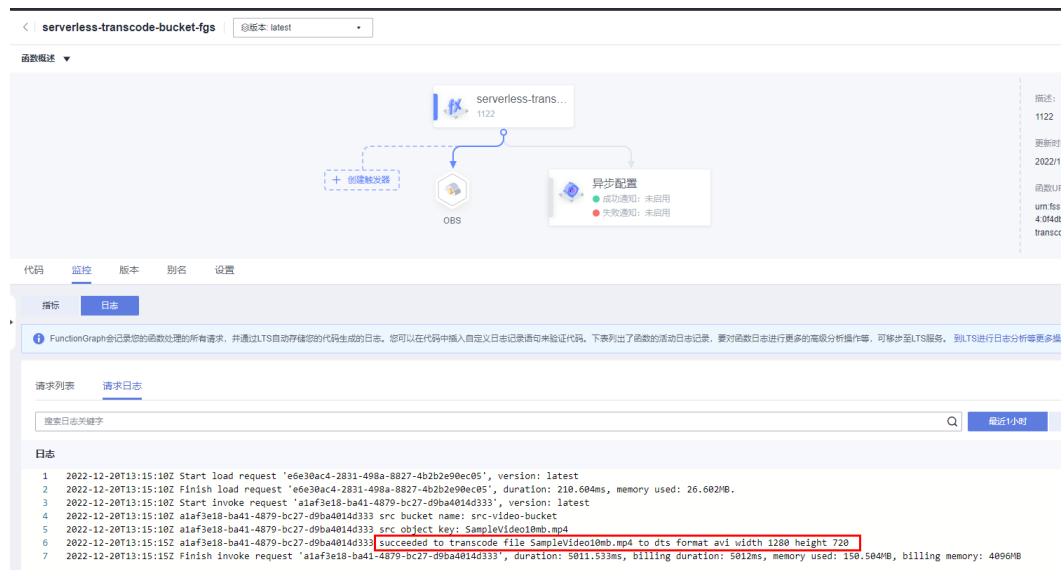 serverless-transcode-bucket-fgs
版本: latest
函数概述
serverless-trans...
1122
创建触发器
OBS
异步配置
成功通知: 未启用
失败通知: 未启用
描述:
1122
更新时
2022/1
函数UF
urn:fss
4:0f4db
transco
代码 监控 版本 别名 设置
指标 日志
FunctionGraph会记录您的函数处理的所有请求，并通过LTS自动存储您的代码生成的日志。您可以在代码中插入自定义日志记录语句来验证代码。下表列出了函数的活动日志记录，要对函数日志进行更多的高级分析操作等，可移步至LTS服务。 到LTS进行日志分析等更多操
请求列表 请求日志
搜索日志关键字 最近1小时
日志
1 2022-12-20T13:15:10Z Start load request 'e6e30ac4-2831-498a-8827-4b2b2e90ec05', version: latest
2 2022-12-20T13:15:10Z Finish load request 'e6e30ac4-2831-498a-8827-4b2b2e90ec05', duration: 210.604ms, memory used: 26.602MB.
3 2022-12-20T13:15:10Z Start invoke request 'a1af3e18-ba41-4879-bc27-d9ba4014d333', version: latest
4 2022-12-20T13:15:10Z a1af3e18-ba41-4879-bc27-d9ba4014d333 src bucket name: src-video-bucket
5 2022-12-20T13:15:10Z a1af3e18-ba41-4879-bc27-d9ba4014d333 src object key: SampleVideo10mb.mp4
6 2022-12-20T13:15:15Z a1af3e18-ba41-4879-bc27-d9ba4014d333 succeeded to transcode file SampleVideo10mb.mp4 to dts format avi width 1280 height 720
7 2022-12-20T13:15:15Z Finish invoke request 'a1af3e18-ba41-4879-bc27-d9ba4014d333', duration: 5011.533ms, billing duration: 5012ms, memory used: 150.504MB, billing memory: 4096MB